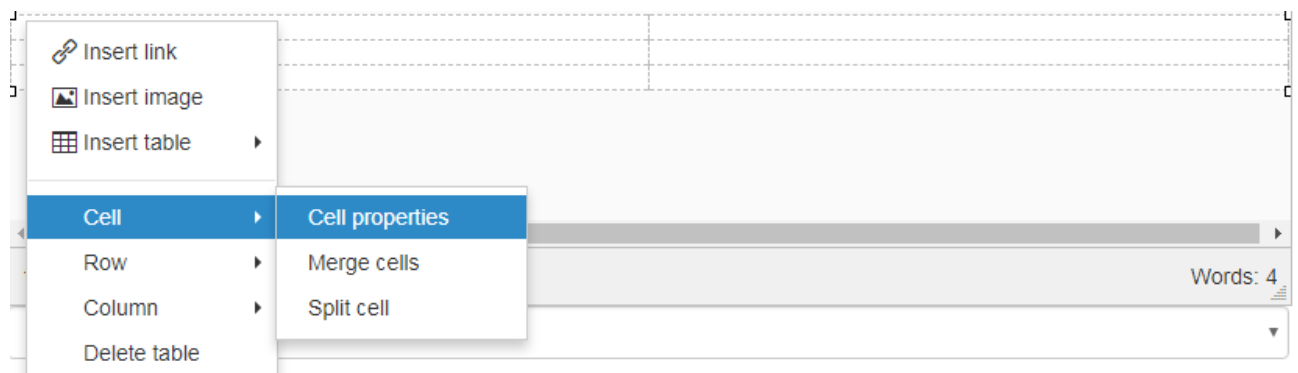 Insert link
Insert image
Insert table
Cell
Cell properties
Row
Merge cells
Words: 4
Column
Split cell
Delete table